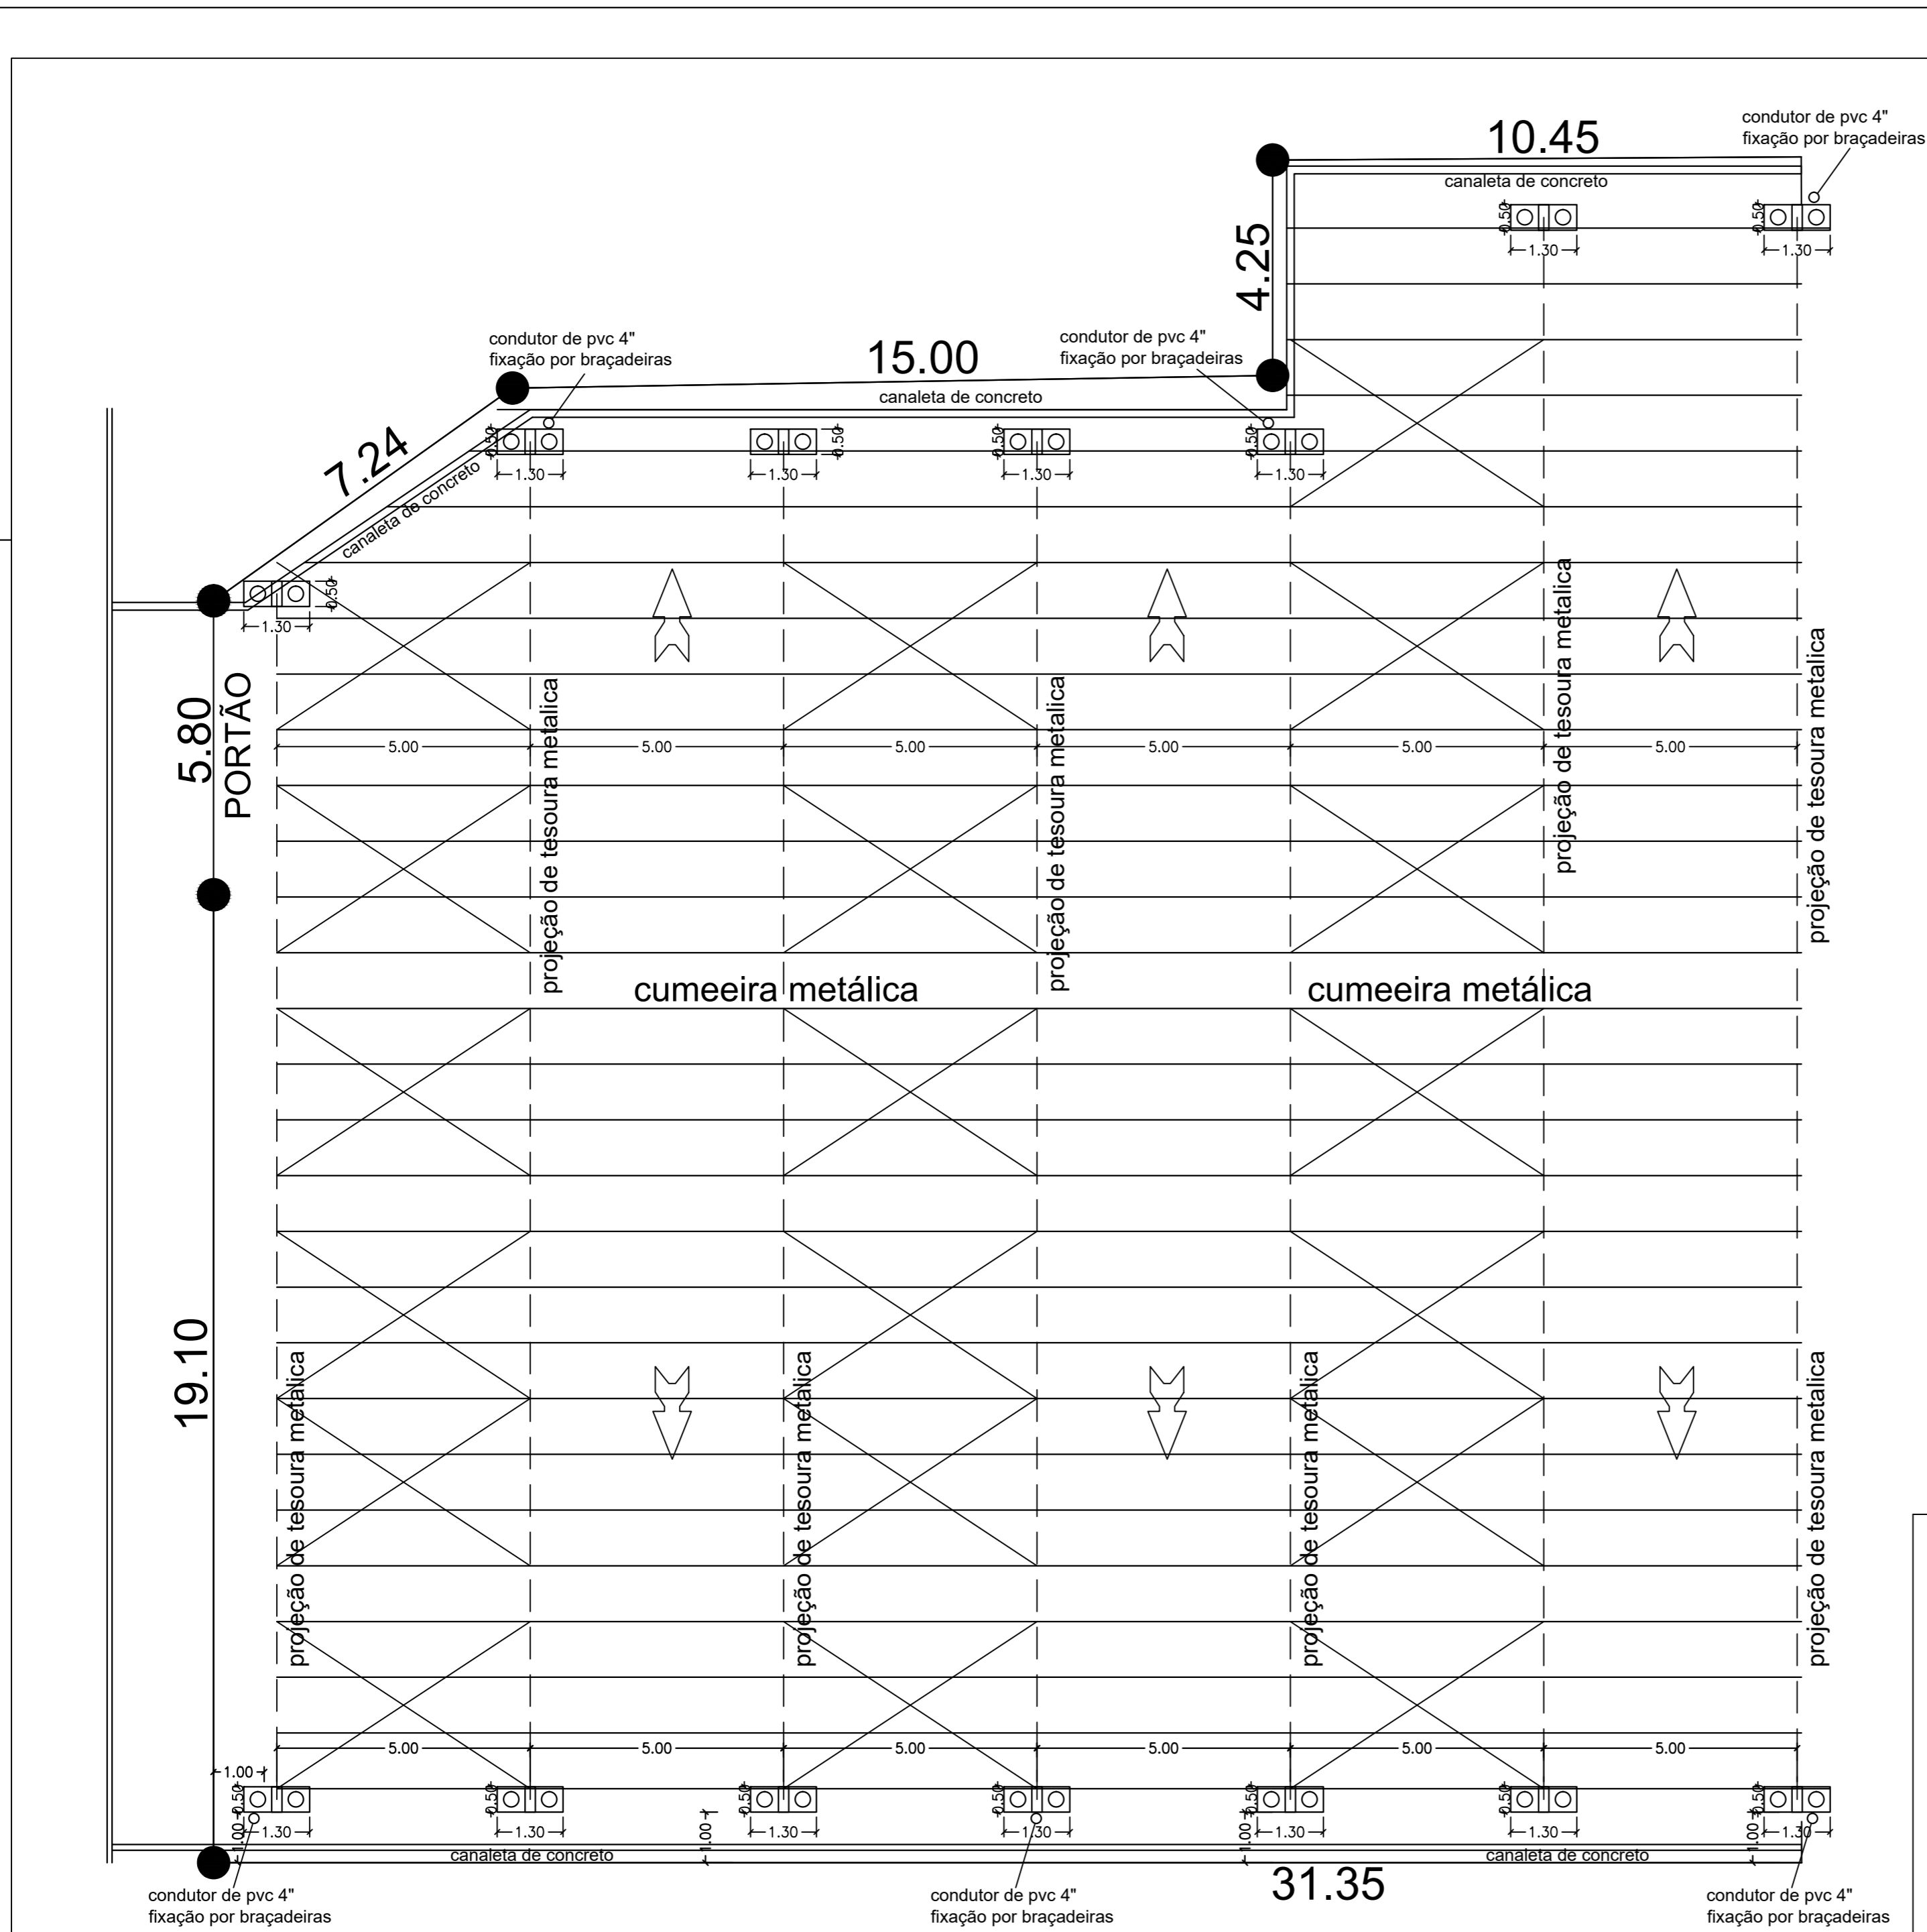 condutor de pvc 4"
fixação por braçadeiras
10.45
canaleta de concreto
0.50
0.50
1.30
1.30
4.25
condutor de pvc 4"
fixação por braçadeiras
15.00
condutor de pvc 4"
fixação por braçadeiras
canaleta de concreto
7.24
canaleta de concreto
0.50
0.50
0.50
0.50
1.30
1.30
1.30
1.30
0.50
1.30
5.80
PORTÃO
projeção de tesoura metalica
projeção de tesoura metalica
projeção de tesoura metalica
projeção de tesoura metalica
5.00
5.00
5.00
5.00
5.00
5.00
cumeeira metálica
cumeeira metálica
19.10
projeção de tesoura metalica
projeção de tesoura metalica
projeção de tesoura metalica
projeção de tesoura metalica
5.00
5.00
5.00
5.00
5.00
5.00
1.00
0.50
0.50
0.50
0.50
0.50
0.50
0.50
1.30
1.30
1.30
1.30
1.30
1.30
1.30
1.00
1.00
1.00
1.00
canaleta de concreto
canaleta de concreto
31.35
condutor de pvc 4"
fixação por braçadeiras
condutor de pvc 4"
fixação por braçadeiras
condutor de pvc 4"
fixação por braçadeiras